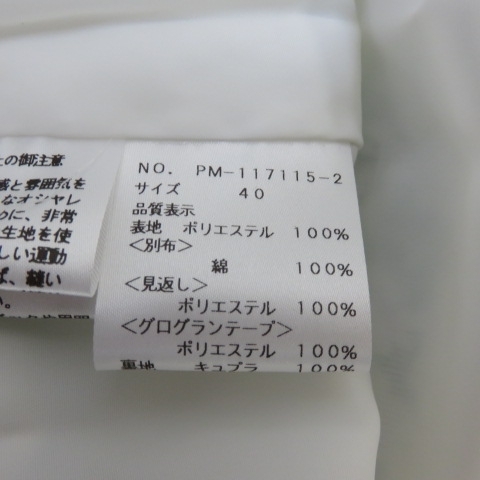 の御注意
感と雰囲気を
なオシャレ
に、非常
生地を使
しい運動
ば、縫い
い。
NO. PM-117115-2
サイズ 40
品質表示
表地 ポリエステル 100%
<別布>
綿 100%
<見返し>
ポリエステル 100%
<グログランテープ>
ポリエステル 100%
裏地 キュプラ 100%